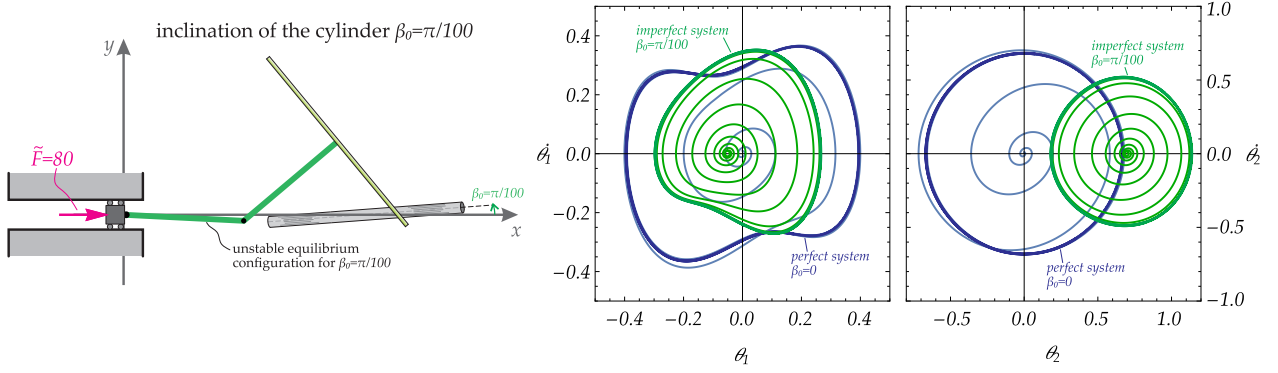 inclination of the cylinder β₀=π/100
y
F̃=80
β₀=π/100
x
unstable equilibrium
configuration for β₀=π/100
0.4
0.2
0.0
−0.2
−0.4
θ̇₁
−0.4
−0.2
0.0
0.2
0.4
θ₁
imperfect system
β₀=π/100
perfect system
β₀=0
imperfect system
β₀=π/100
perfect system
β₀=0
1.0
0.5
0.0
−0.5
−1.0
θ̇₂
−0.5
0.0
0.5
1.0
θ₂